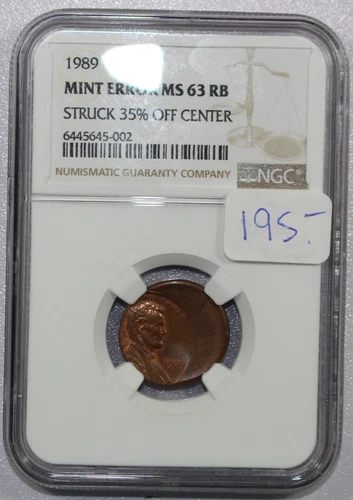 1989
MINT ERROR MS 63 RB
STRUCK 35% OFF CENTER
6445645-002
NUMISMATIC GUARANTY COMPANY
NGC
195.-